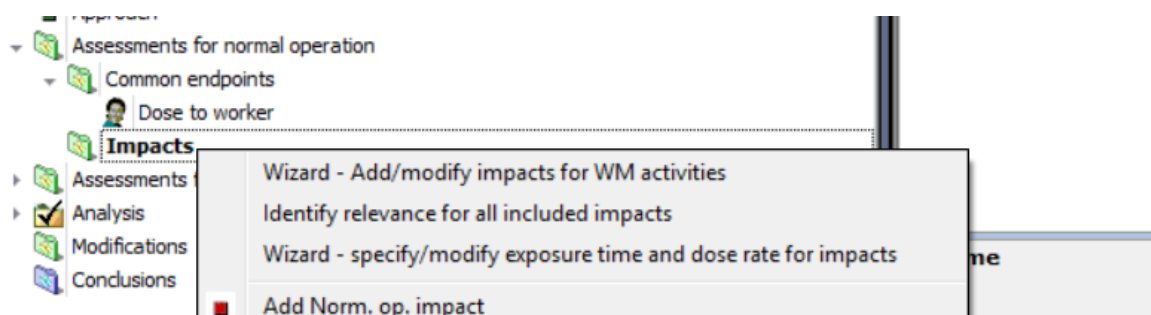 Approach
Assessments for normal operation
Common endpoints
Dose to worker
Impacts
Wizard - Add/modify impacts for WM activities
Assessments
Identify relevance for all included impacts
Analysis
Modifications
Wizard - specify/modify exposure time and dose rate for impacts
me
Conclusions
Add Norm. op. impact